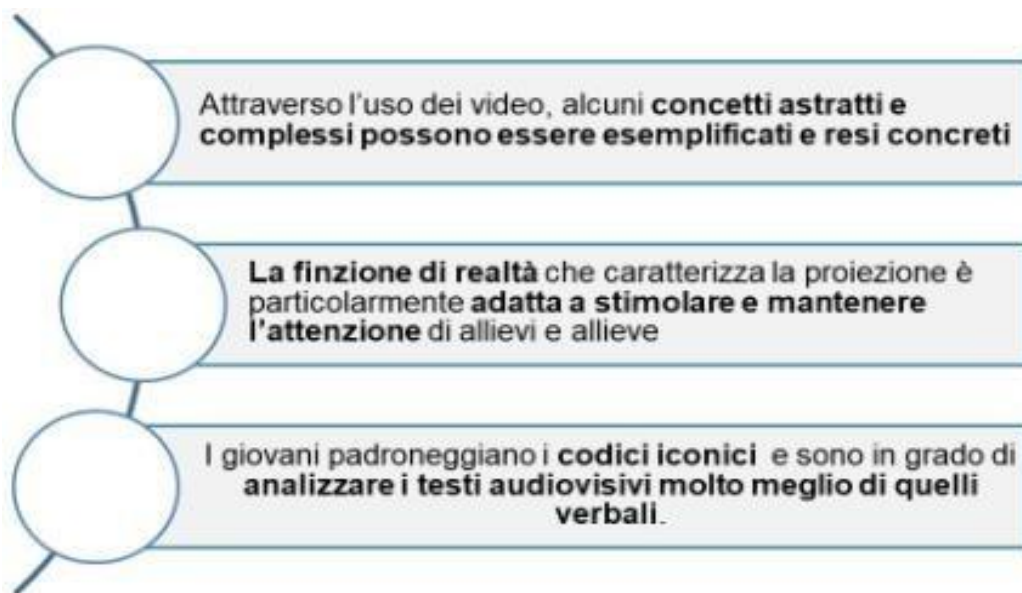 Attraverso l'uso dei video, alcuni concetti astratti e
complessi possono essere esemplificati e resi concreti
La finzione di realtà che caratterizza la proiezione è
particolarmente adatta a stimolare e mantenere
l'attenzione di allievi e allieve
I giovani padroneggiano i codici iconici e sono in grado di
analizzare i testi audiovisivi molto meglio di quelli
verbali.